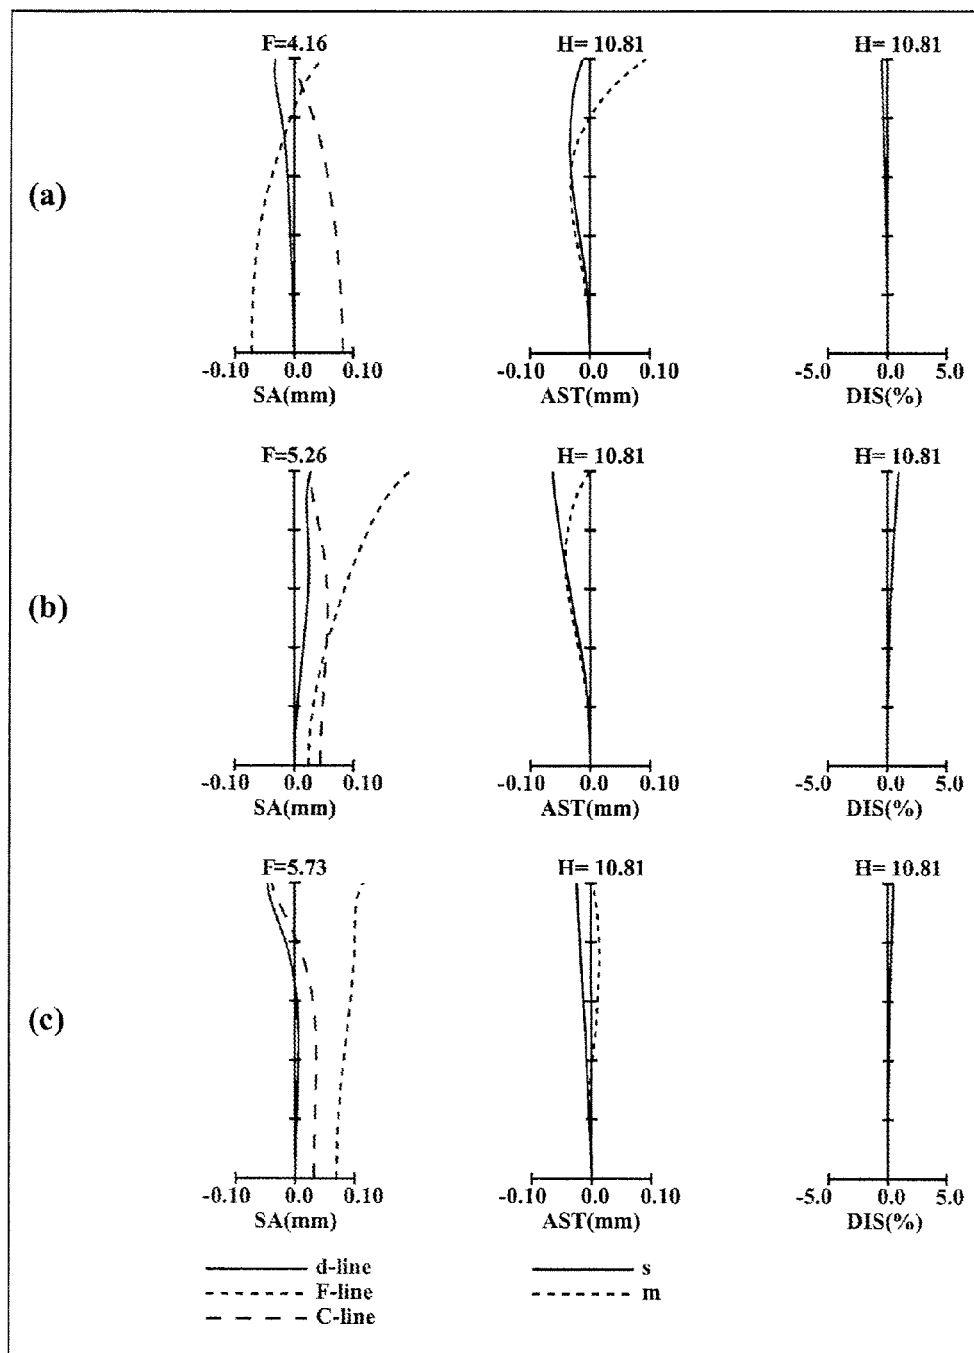 F=4.16 H= 10.81 H= 10.81
(a)
-0.10 0.0 0.10 -0.10 0.0 0.10 -5.0 0.0 5.0
SA(mm) AST(mm) DIS(%)
F=5.26 H= 10.81 H= 10.81
(b)
-0.10 0.0 0.10 -0.10 0.0 0.10 -5.0 0.0 5.0
SA(mm) AST(mm) DIS(%)
F=5.73 H= 10.81 H= 10.81
(c)
-0.10 0.0 0.10 -0.10 0.0 0.10 -5.0 0.0 5.0
SA(mm) AST(mm) DIS(%)
d-line s
F-line m
C-line